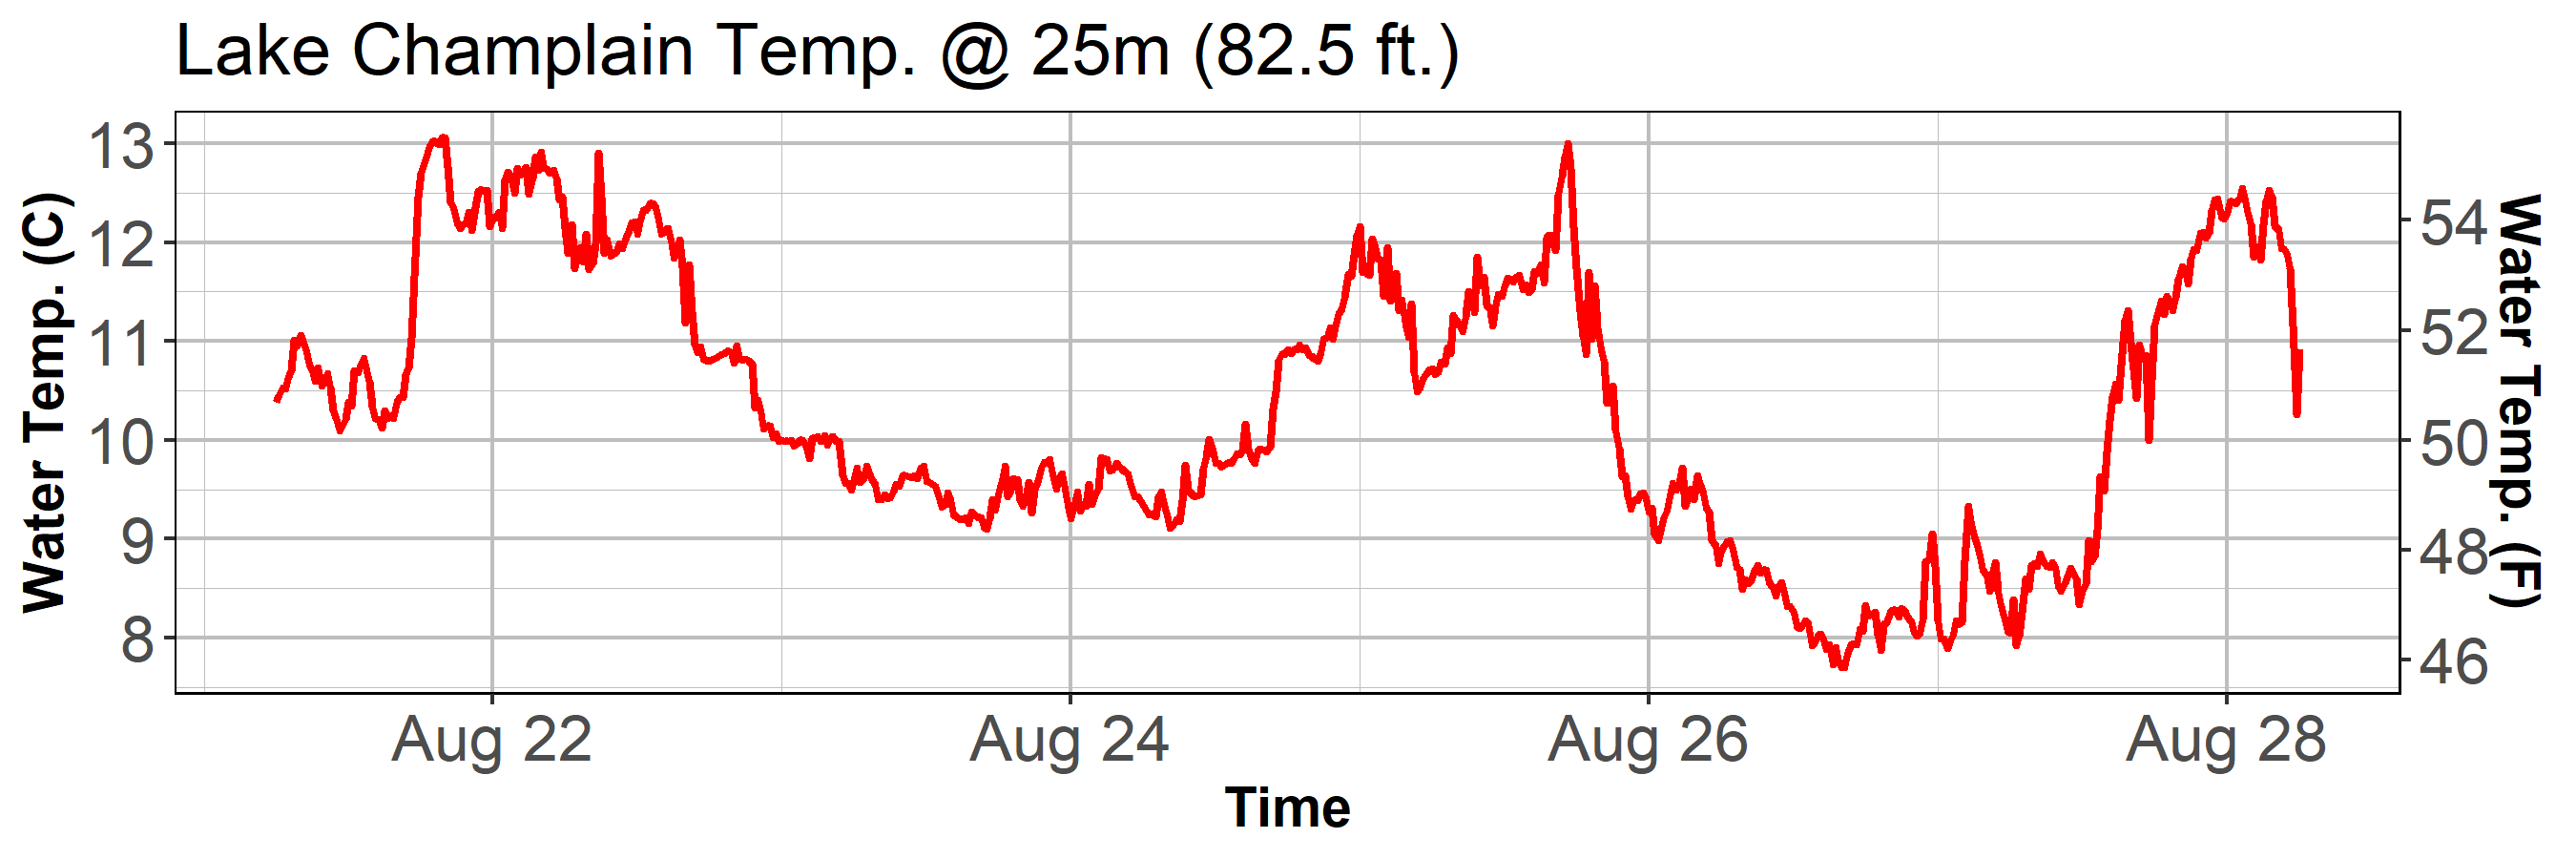 Lake Champlain Temp. @ 25m (82.5 ft.)
Water Temp. (C)
13
12
11
10
9
8
54
52
50
48
46
Water Temp. (F)
Aug 22
Aug 24
Aug 26
Aug 28
Time